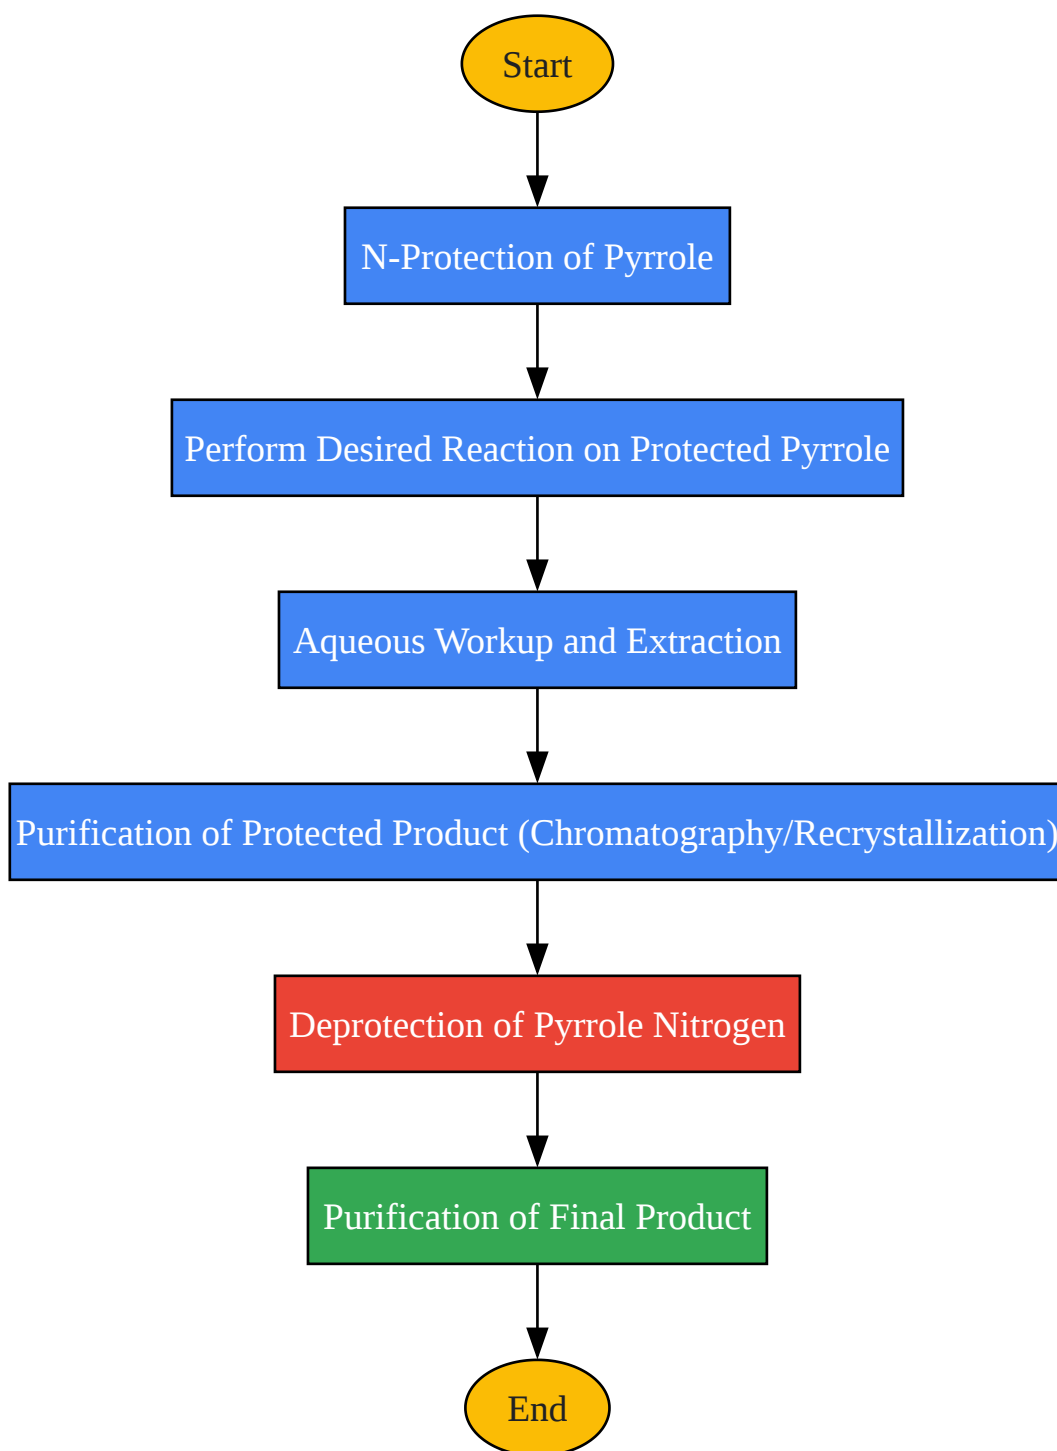 Start
N-Protection of Pyrrole
Perform Desired Reaction on Protected Pyrrole
Aqueous Workup and Extraction
Purification of Protected Product (Chromatography/Recrystallization)
Deprotection of Pyrrole Nitrogen
Purification of Final Product
End